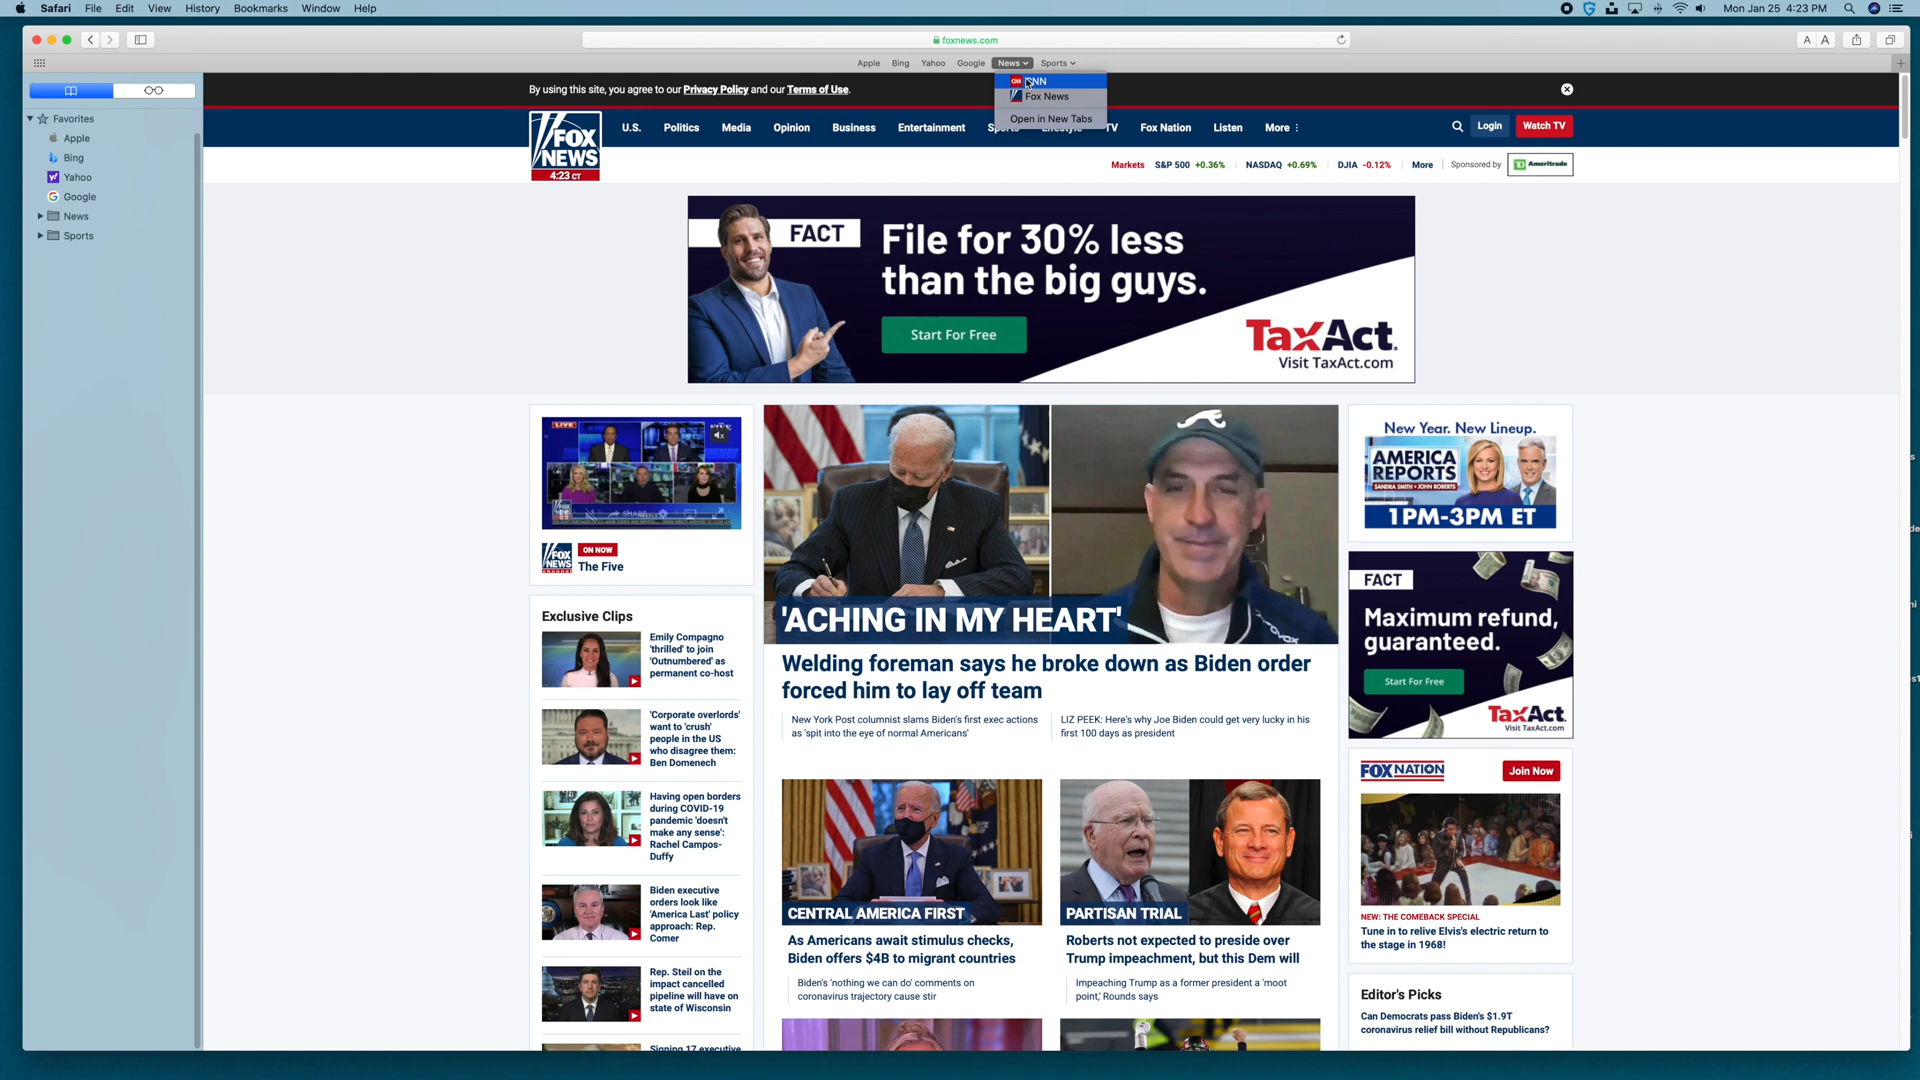 Safari File Edit View History Bookmarks Window Help
Mon Jan 25 4:23 PM
foxnews.com
A A
Apple Bing Yahoo Google News Sports
CNN
Fox News
Open in New Tabs
Favorites
Apple
Bing
Yahoo
Google
News
Sports
By using this site, you agree to our Privacy Policy and our Terms of Use.
FOX
NEWS
4:23 CT
U.S. Politics Media Opinion Business Entertainment Sports Lifestyle TV Fox Nation Listen More
Login Watch TV
Markets S&P 500 +0.36% NASDAQ +0.69% DJIA -0.12% More Sponsored by Ameritrade
FACT
File for 30% less
than the big guys.
Start For Free
TaxAct.
Visit TaxAct.com
LIVE
SHARE
FOX
NEWS
channel
ON NOW
The Five
Exclusive Clips
Emily Compagno
'thrilled' to join
'Outnumbered' as
permanent co-host
'Corporate overlords'
want to 'crush'
people in the US
who disagree them:
Ben Domenech
Having open borders
during COVID-19
pandemic 'doesn't
make any sense':
Rachel Campos-
Duffy
Biden executive
orders look like
'America Last' policy
approach: Rep.
Comer
Rep. Steil on the
impact cancelled
pipeline will have on
state of Wisconsin
Signing 17 executive
'ACHING IN MY HEART'
Welding foreman says he broke down as Biden order
forced him to lay off team
New York Post columnist slams Biden's first exec actions
as 'spit into the eye of normal Americans'
LIZ PEEK: Here's why Joe Biden could get very lucky in his
first 100 days as president
CENTRAL AMERICA FIRST
As Americans await stimulus checks,
Biden offers $4B to migrant countries
Biden's 'nothing we can do' comments on
coronavirus trajectory cause stir
PARTISAN TRIAL
Roberts not expected to preside over
Trump impeachment, but this Dem will
Impeaching Trump as a former president a 'moot
point,' Rounds says
New Year. New Lineup.
AMERICA
REPORTS
SANDRA SMITH • JOHN ROBERTS
1PM-3PM ET
FACT
Maximum refund,
guaranteed.
Start For Free
TaxAct.
Visit TaxAct.com
FOX NATION
Join Now
NEW: THE COMEBACK SPECIAL
Tune in to relive Elvis's electric return to
the stage in 1968!
Editor's Picks
Can Democrats pass Biden's $1.9T
coronavirus relief bill without Republicans?